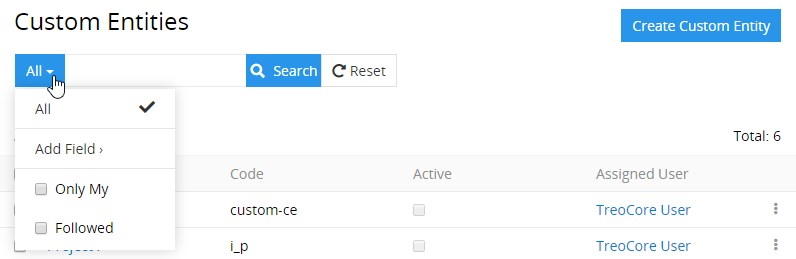 Custom Entities
Create Custom Entity
All
Search
Reset
All
Add Field ›
Total: 6
Code Active Assigned User
Only My
custom-ce TreoCore User
Followed
i_p TreoCore User